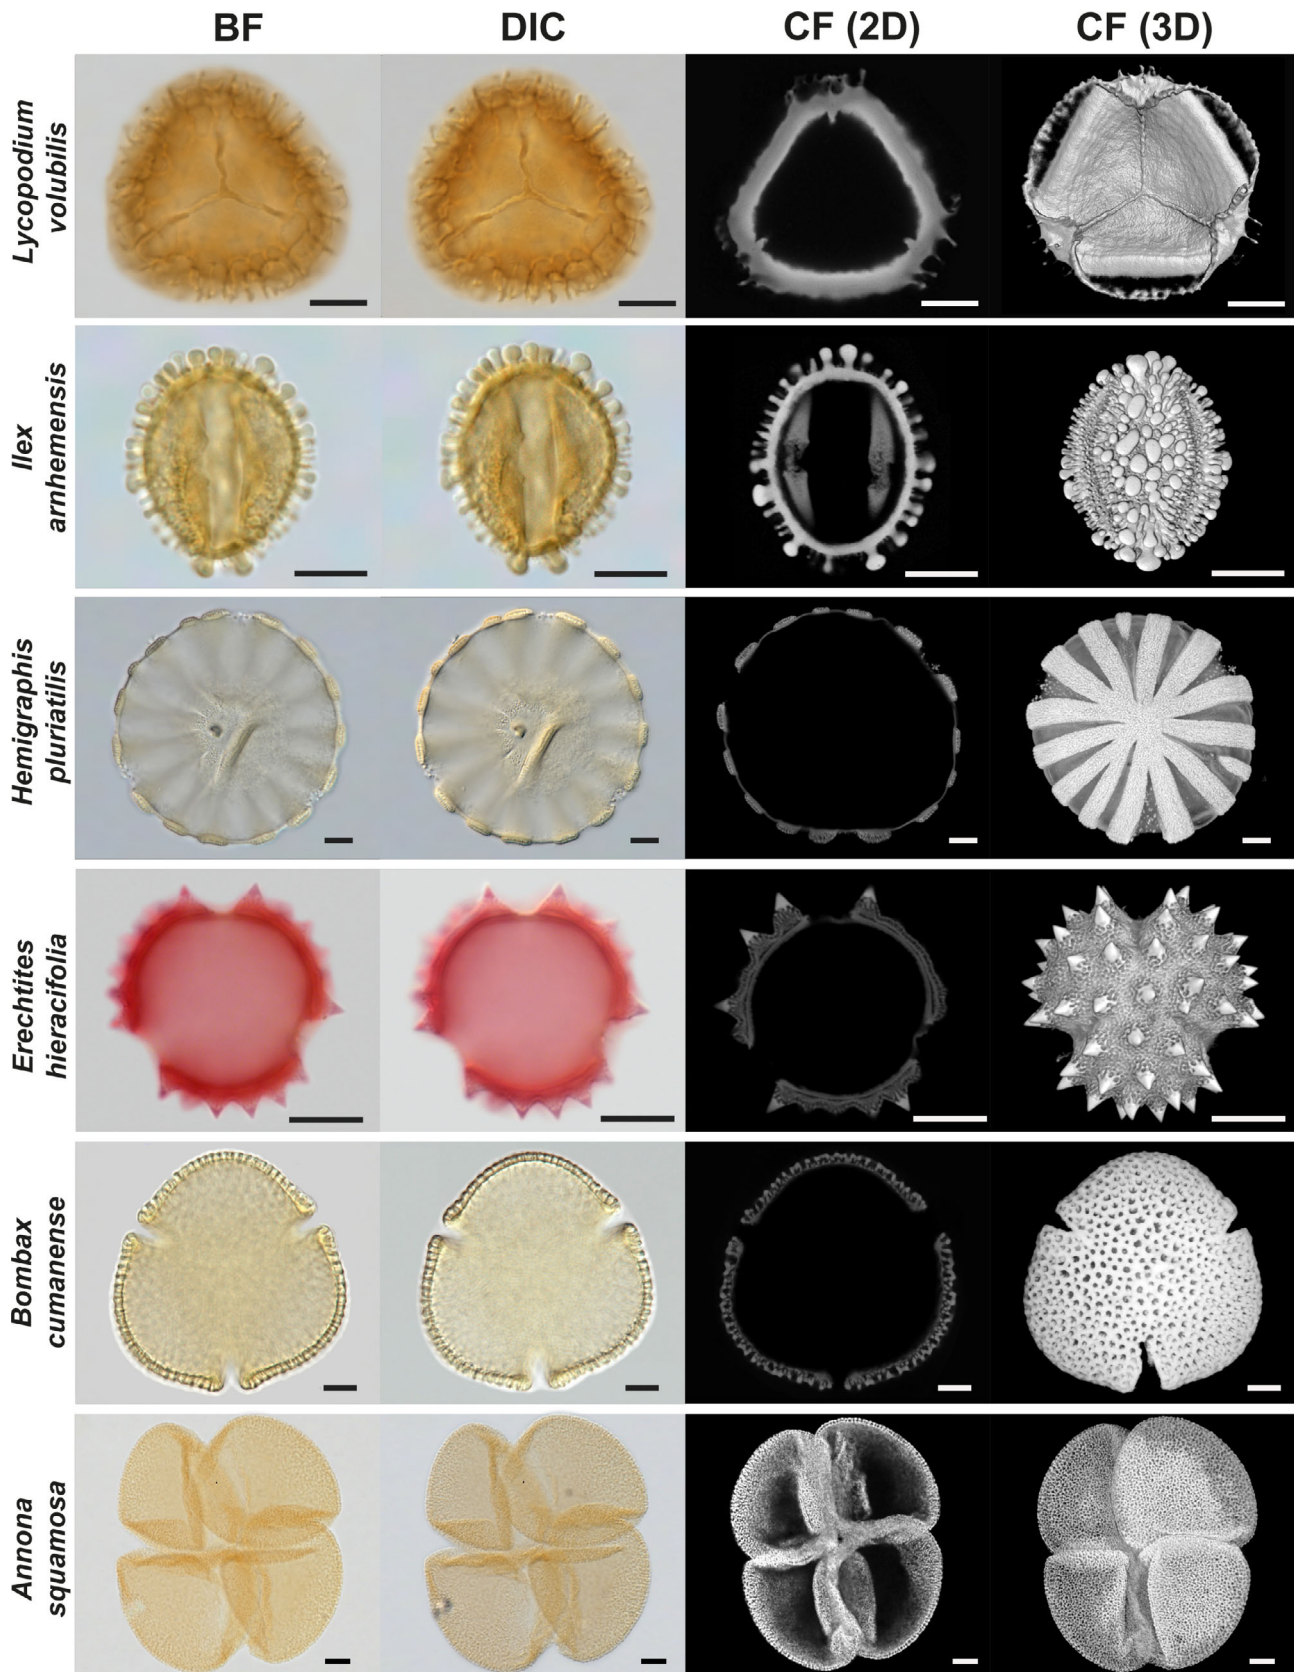 BF
DIC
CF (2D)
CF (3D)
Lycopodium
volubilis
Ilex
arnhemensis
Hemigraphis
pluriatilis
Erechtites
hieracifolia
Bombax
cumanense
Annona
squamosa